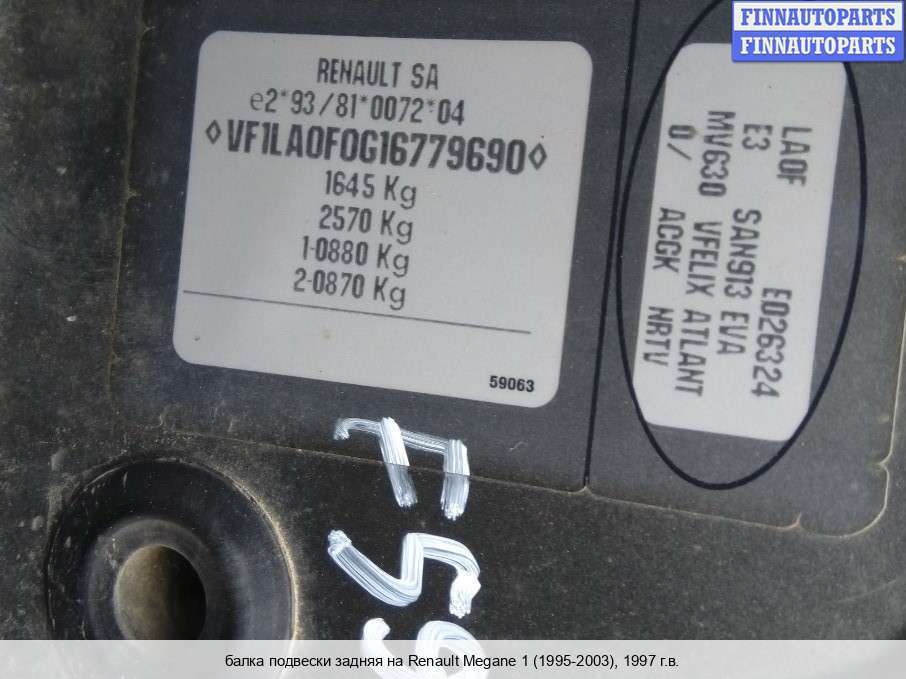 FINNAUTOPARTS
FINNAUTOPARTS
RENAULT SA
e2*93/81*0072*04
◊VF1LA0F0G16779690◊
1645 Kg
2570 Kg
1-0880 Kg
2-0870 Kg
59063
LA0F E026324
E3 SAN913 EVA
MV630 VFELIX ATLANT
0/ ACGK NRTV
балка подвески задняя на Renault Megane 1 (1995-2003), 1997 г.в.